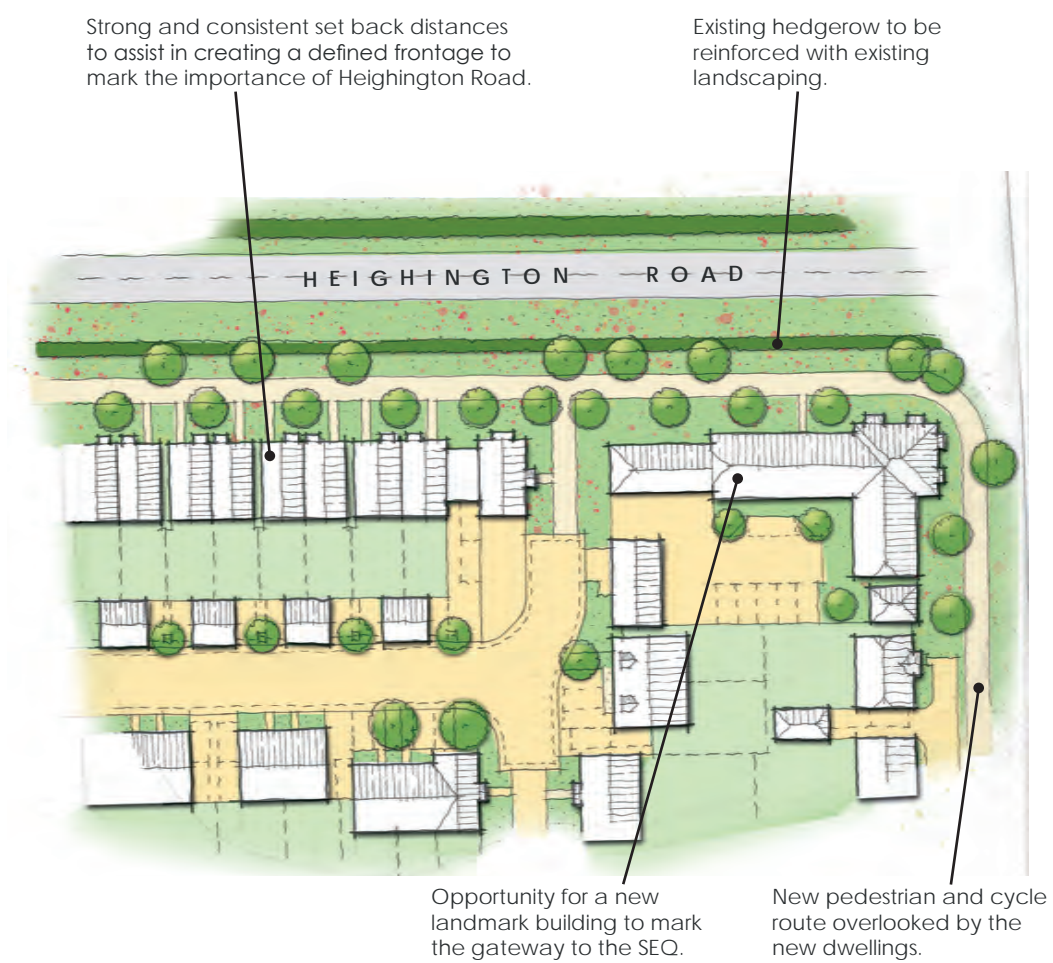 Strong and consistent set back distances
to assist in creating a defined frontage to
mark the importance of Heighington Road.
Existing hedgerow to be
reinforced with existing
landscaping.
HEIGHINGTON ROAD
Opportunity for a new
landmark building to mark
the gateway to the SEQ.
New pedestrian and cycle
route overlooked by the
new dwellings.